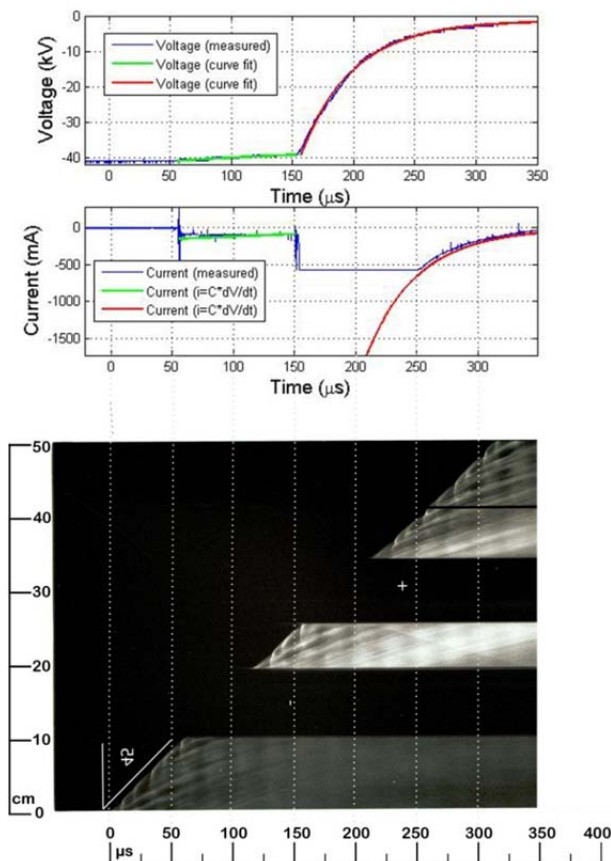 0
-10
-20
-30
-40
Voltage (kV)
Voltage (measured)
Voltage (curve fit)
Voltage (curve fit)
0 50 100 150 200 250 300 350
Time (μs)
0
-500
-1000
-1500
Current (mA)
Current (measured)
Current (i=C*dV/dt)
Current (i=C*dV/dt)
0 50 100 150 200 250 300
Time (μs)
50
40
30
20
10
cm 0
45
0 50 100 150 200 250 300 350 400
μs